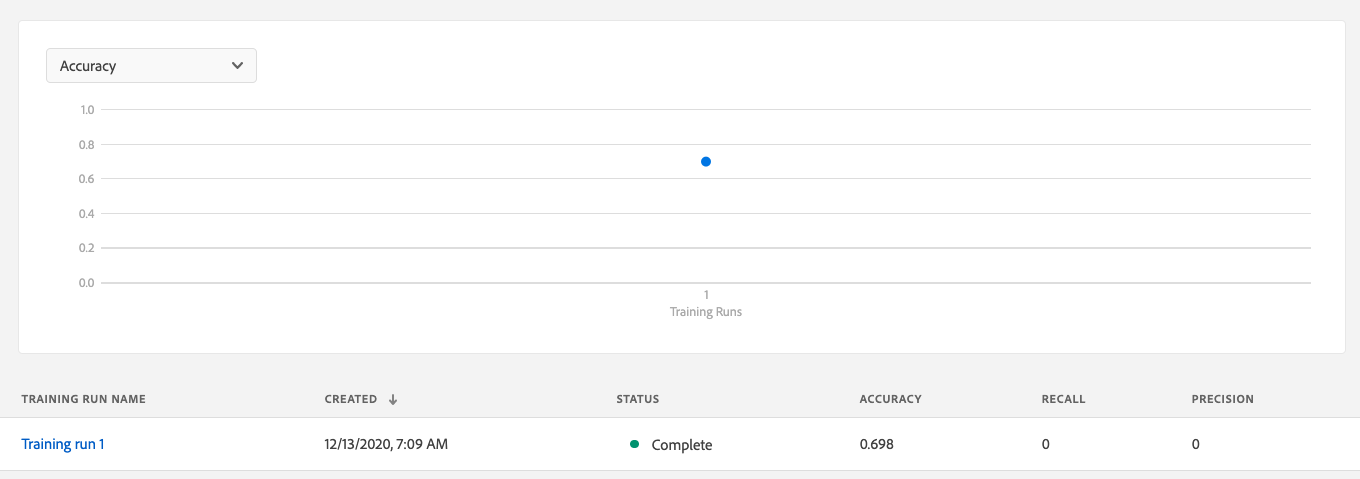 Accuracy
1.0
0.8
0.6
0.4
0.2
0.0
1
Training Runs
TRAINING RUN NAME CREATED ↓ STATUS ACCURACY RECALL PRECISION
Training run 1 12/13/2020, 7:09 AM Complete 0.698 0 0